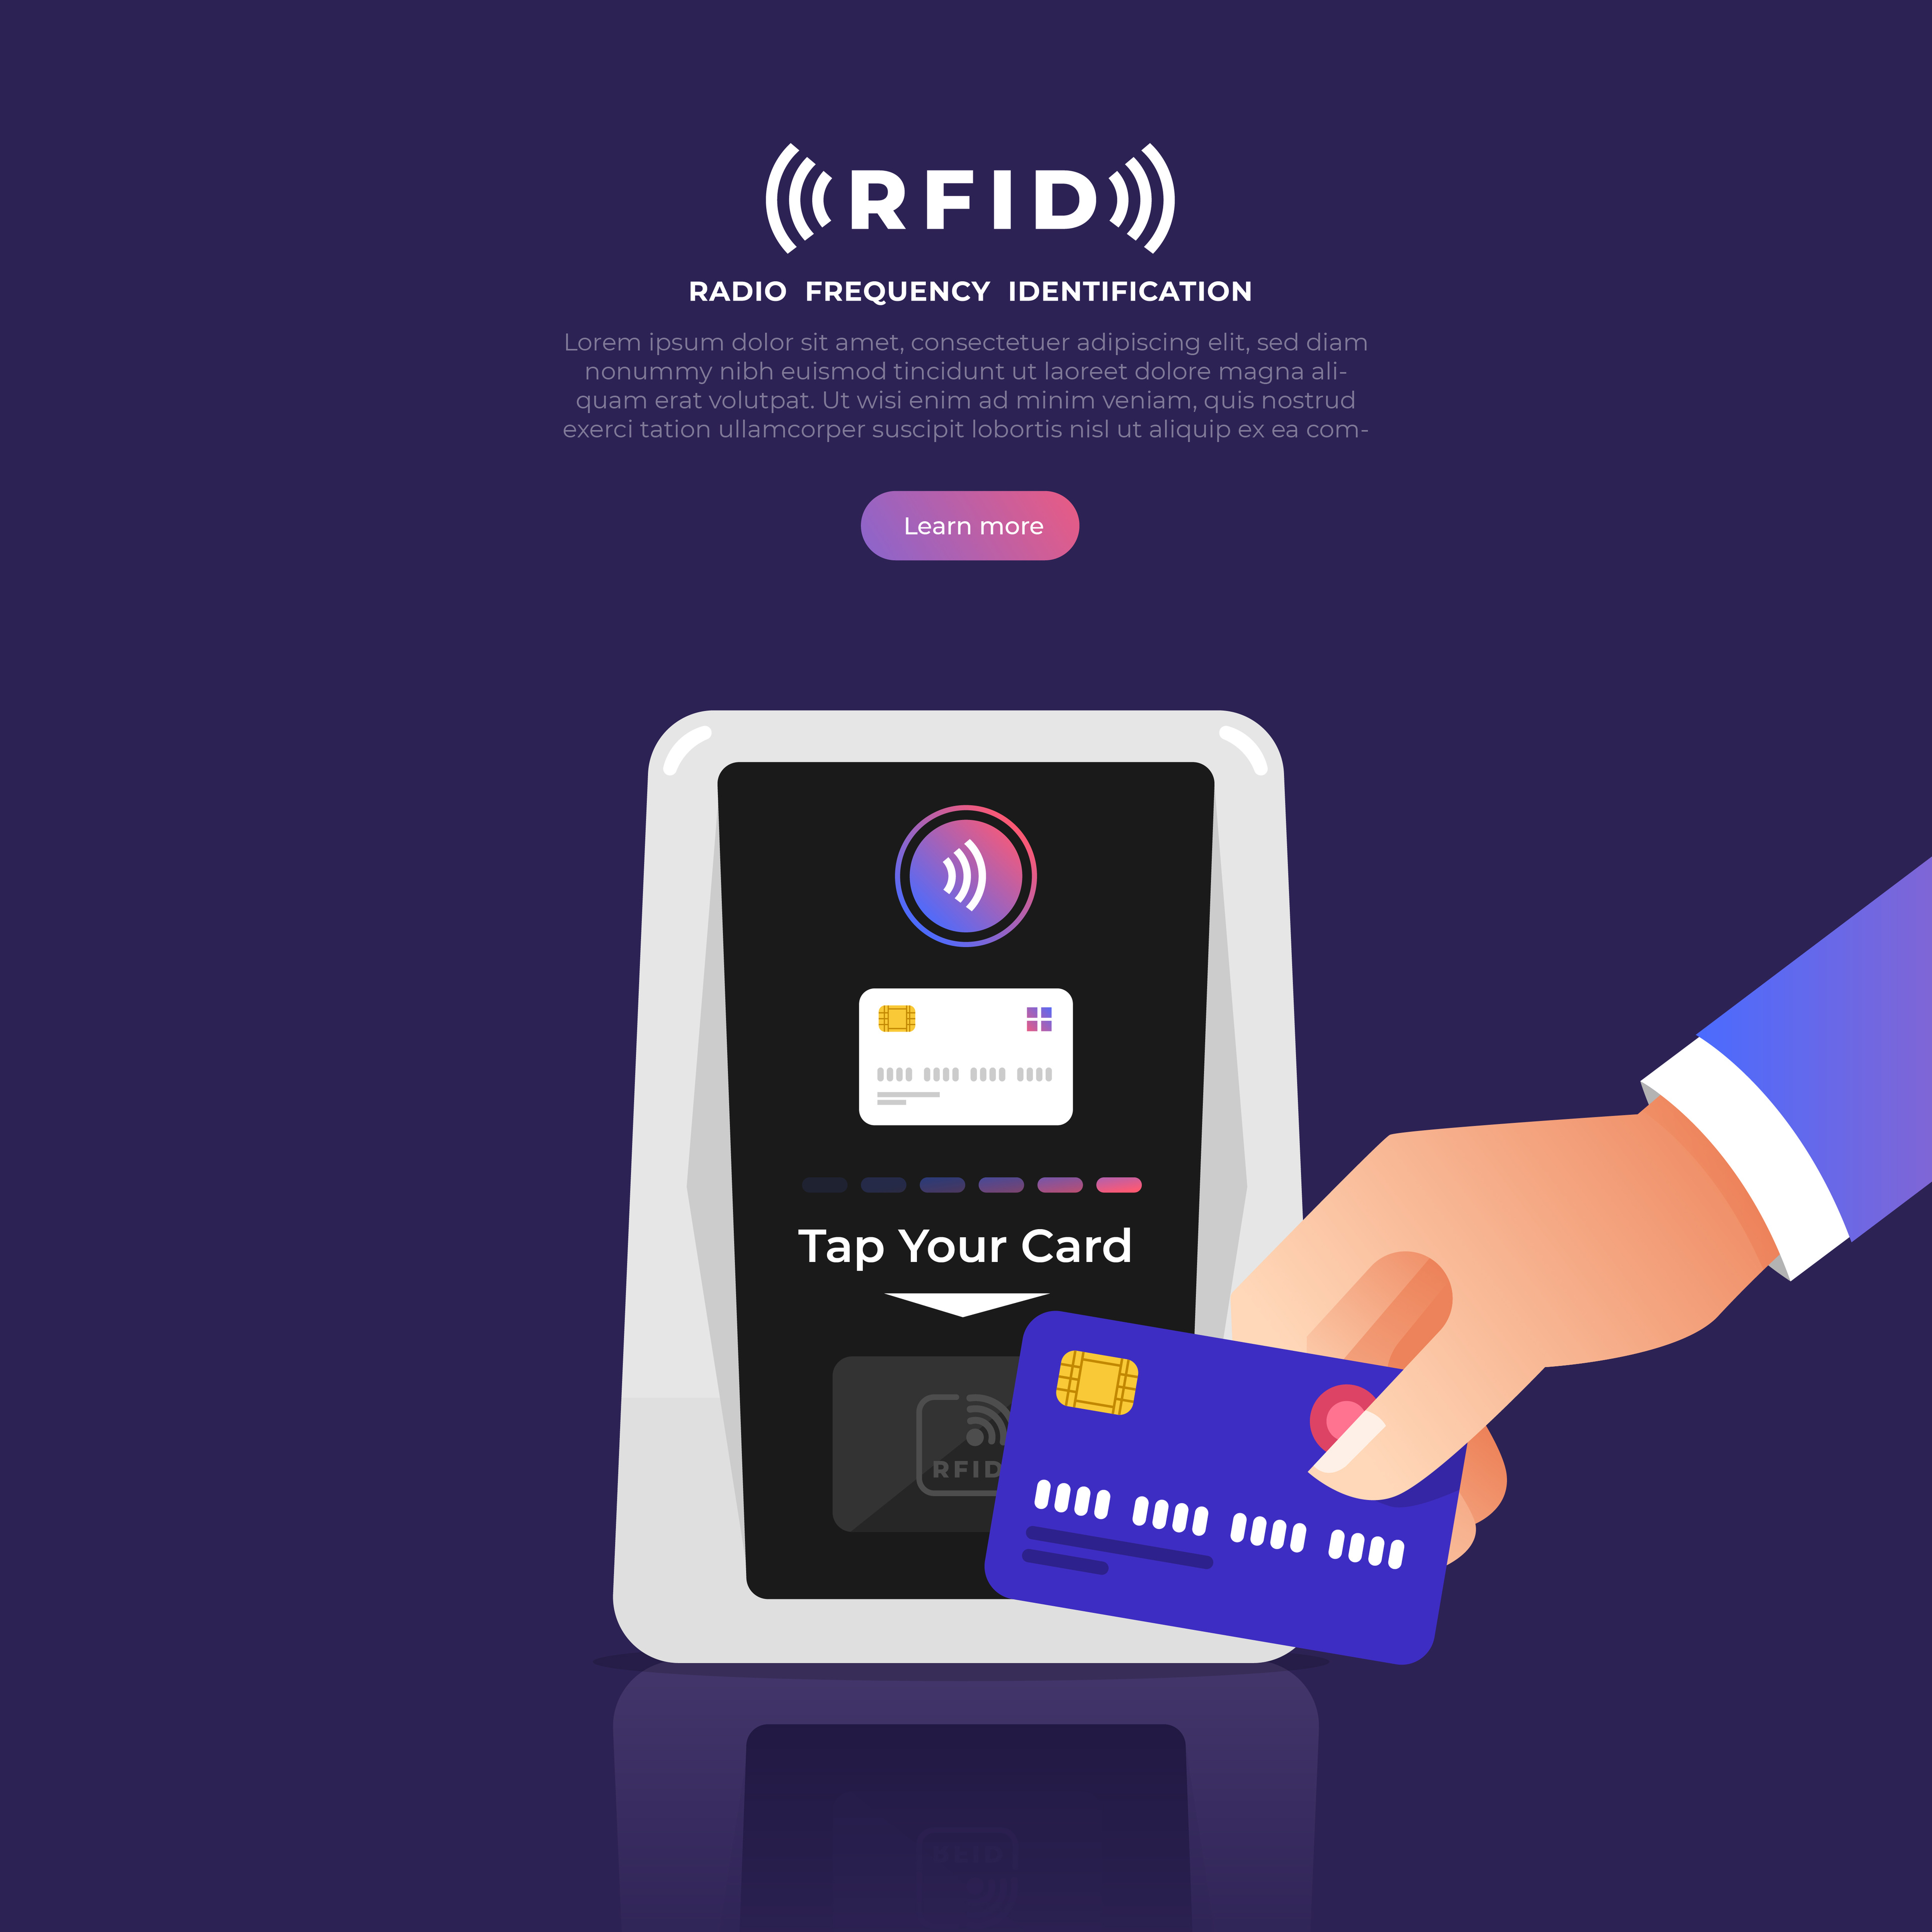 RFID
RADIO FREQUENCY IDENTIFICATION
Lorem ipsum dolor sit amet, consectetuer adipiscing elit, sed diam
nonummy nibh euismod tincidunt ut laoreet dolore magna ali-
quam erat volutpat. Ut wisi enim ad minim veniam, quis nostrud
exerci tation ullamcorper suscipit lobortis nisl ut aliquip ex ea com-
Learn more
Tap Your Card
RFID